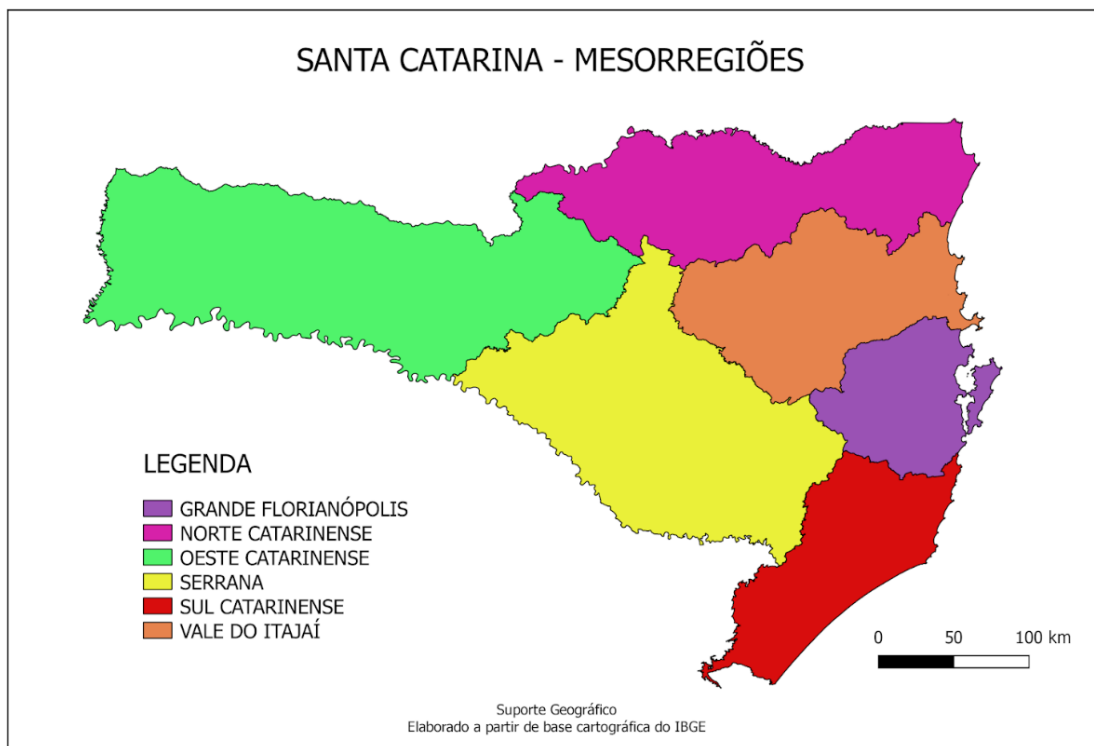 SANTA CATARINA - MESORREGIÕES
LEGENDA
GRANDE FLORIANÓPOLIS
NORTE CATARINENSE
OESTE CATARINENSE
SERRANA
SUL CATARINENSE
VALE DO ITAJAÍ
0 50 100 km
Suporte Geográfico
Elaborado a partir de base cartográfica do IBGE